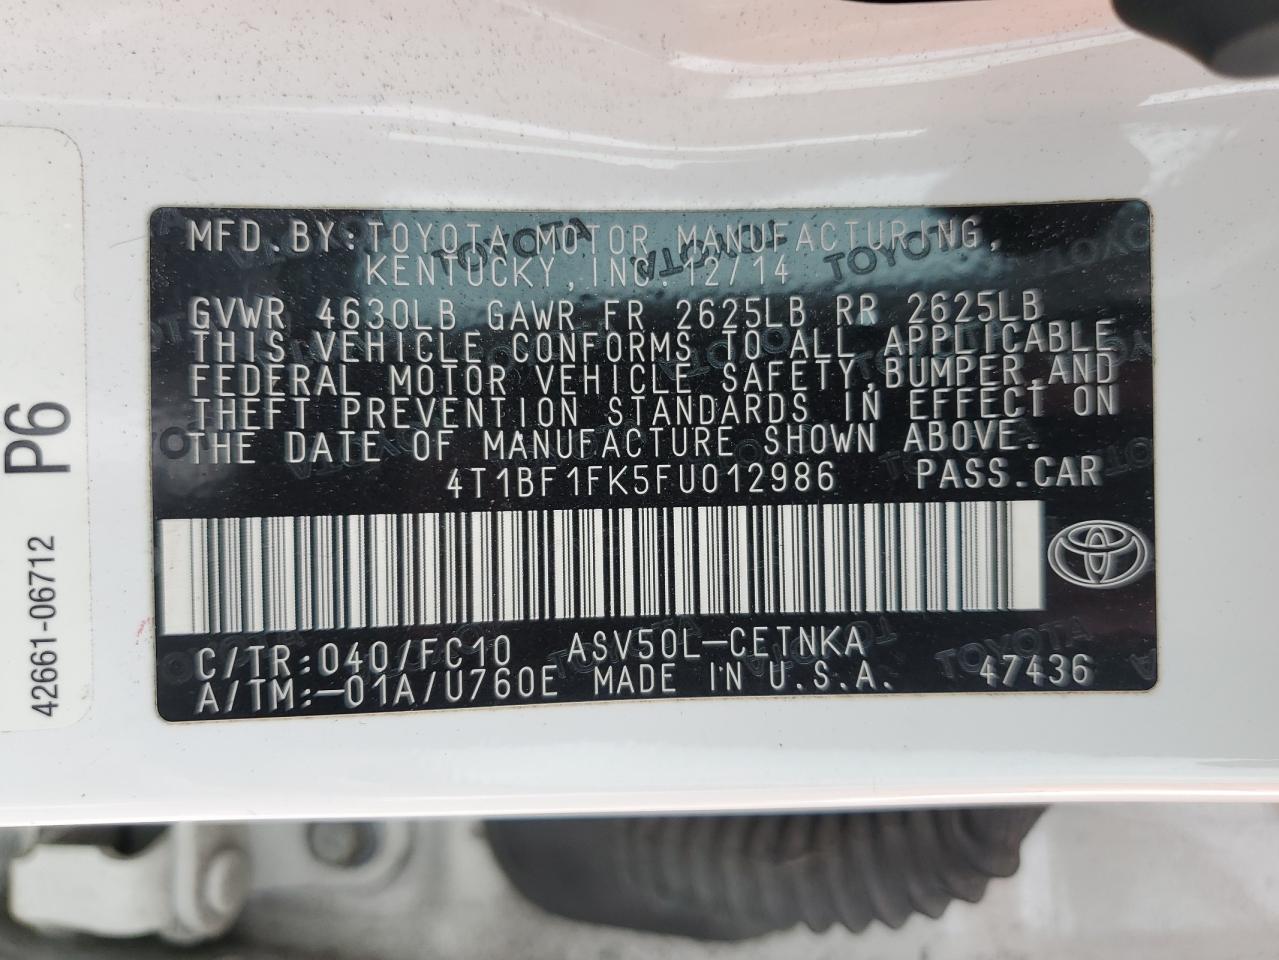 MFD.BY:TOYOTA MOTOR MANUFACTURING,
KENTUCKY,INC.12/14
GVWR 4630LB GAWR FR 2625LB RR 2625LB
THIS VEHICLE CONFORMS TO ALL APPLICABLE
FEDERAL MOTOR VEHICLE SAFETY,BUMPER,AND
THEFT PREVENTION STANDARDS IN EFFECT ON
THE DATE OF MANUFACTURE SHOWN ABOVE.
4T1BF1FK5FU012986 PASS.CAR
C/TR:040/FC10 ASV50L-CETNKA
A/TM:-01A/U760E MADE IN U.S.A. 47436
P6
42661-06712